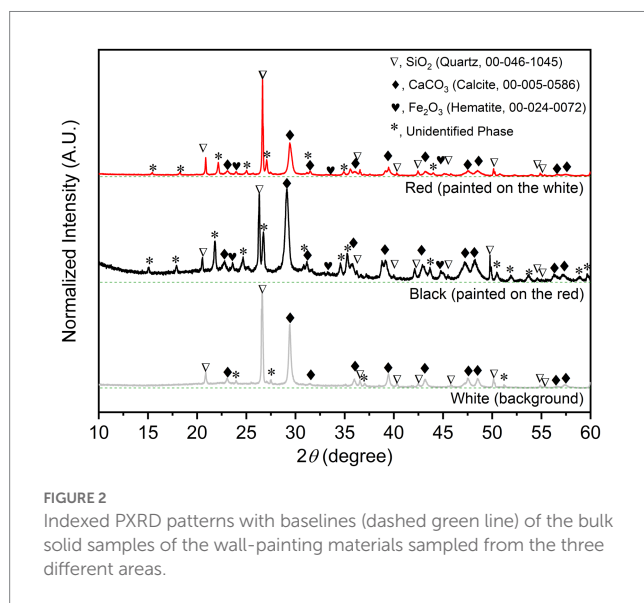 ▽, SiO₂ (Quartz, 00-046-1045)
♦, CaCO₃ (Calcite, 00-005-0586)
♥, Fe₂O₃ (Hematite, 00-024-0072)
*, Unidentified Phase
Normalized Intensity (A.U.)
Red (painted on the white)
Black (painted on the red)
White (background)
10 15 20 25 30 35 40 45 50 55 60
2θ (degree)
FIGURE 2
Indexed PXRD patterns with baselines (dashed green line) of the bulk
solid samples of the wall-painting materials sampled from the three
different areas.